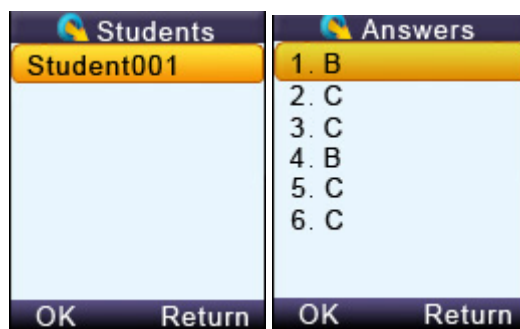 Students
Student001
OK Return
Answers
1. B
2. C
3. C
4. B
5. C
6. C
OK Return